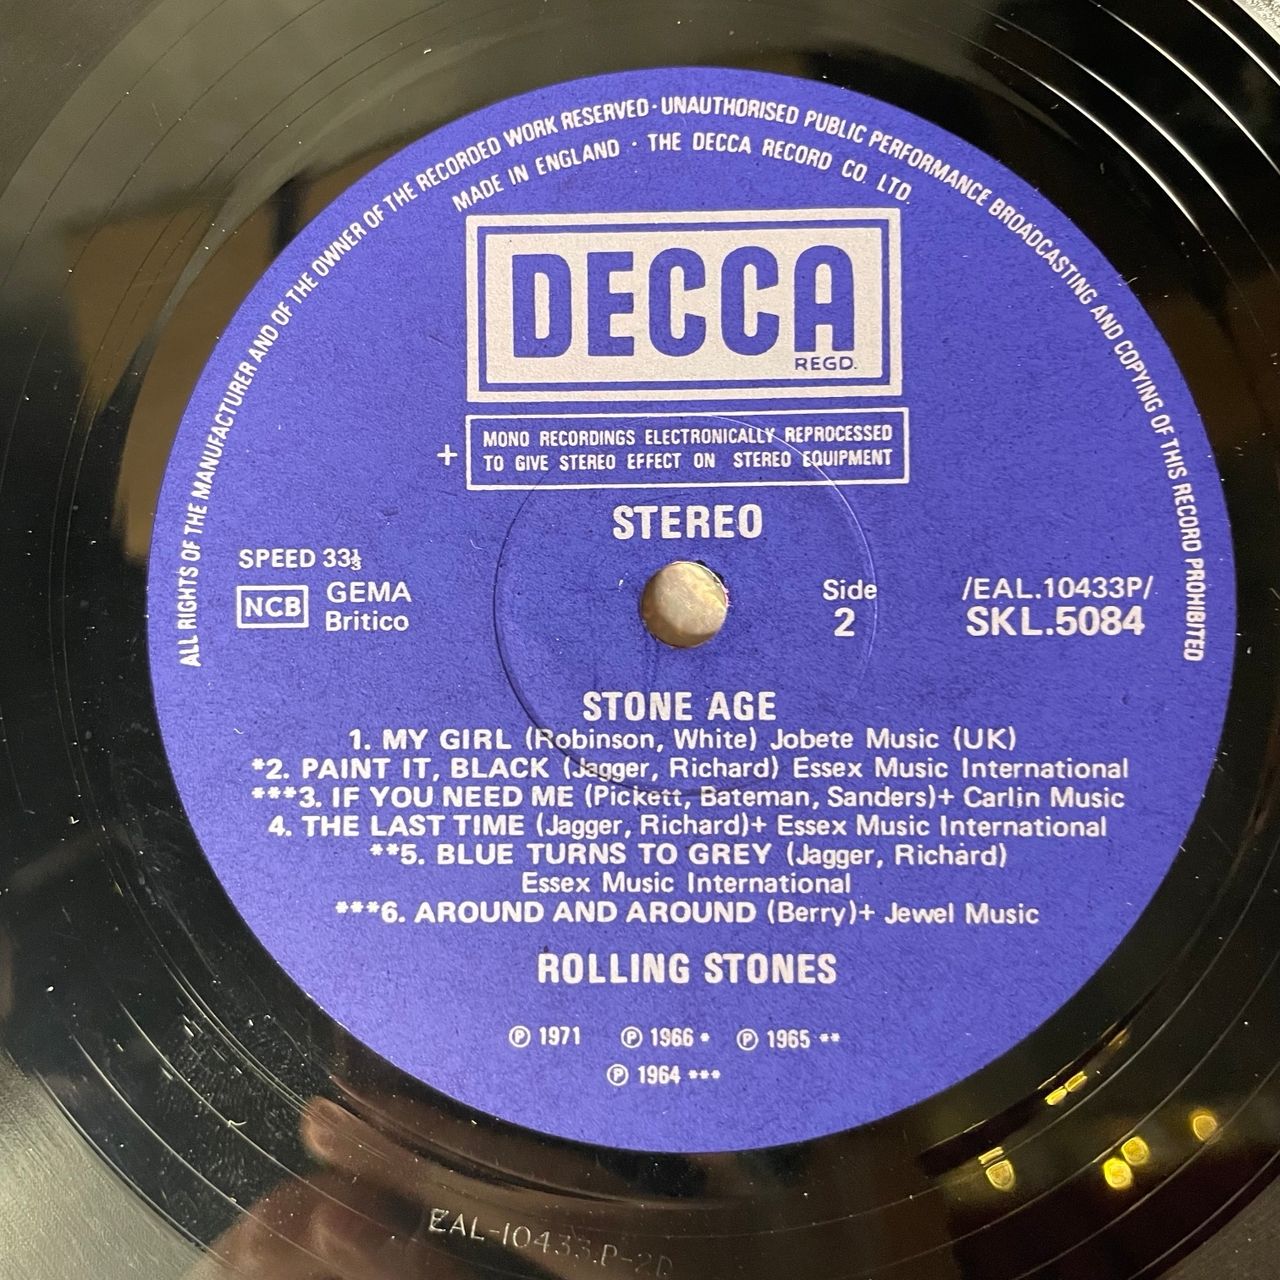 ALL RIGHTS OF THE MANUFACTURER AND OF THE OWNER OF THE RECORDED WORK RESERVED · UNAUTHORISED PUBLIC PERFORMANCE BROADCASTING AND COPYING OF THIS RECORD PROHIBITED
MADE IN ENGLAND · THE DECCA RECORD CO. LTD.
DECCA
REGD.
+ MONO RECORDINGS ELECTRONICALLY REPROCESSED
TO GIVE STEREO EFFECT ON STEREO EQUIPMENT
STEREO
SPEED 33⅓
NCB GEMA
Britico
Side
2
/EAL.10433P/
SKL.5084
STONE AGE
1. MY GIRL (Robinson, White) Jobete Music (UK)
*2. PAINT IT, BLACK (Jagger, Richard) Essex Music International
***3. IF YOU NEED ME (Pickett, Bateman, Sanders)+ Carlin Music
4. THE LAST TIME (Jagger, Richard)+ Essex Music International
**5. BLUE TURNS TO GREY (Jagger, Richard)
Essex Music International
***6. AROUND AND AROUND (Berry)+ Jewel Music
ROLLING STONES
℗ 1971 ℗ 1966 * ℗ 1965 **
℗ 1964 ***
EAL-10433.P-2D